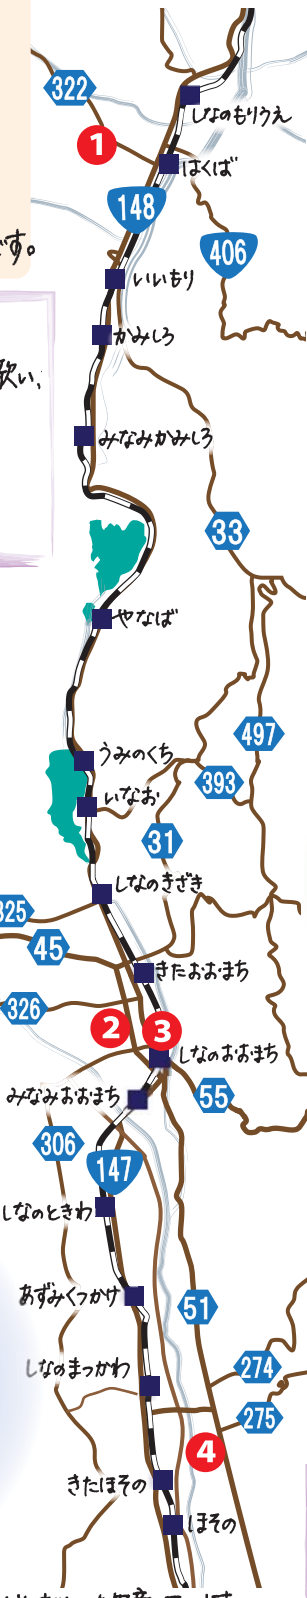 しなのもりうえ
322
1
はくば
148
406
です。
いいもり
かみしろ
歌い、
みなみかみしろ
33
やなば
497
うみのくち
393
いなお
31
しなのきざき
325
45
きたおおまち
326
2
3
しなのおおまち
みなみおおまち
55
306
147
しなのときわ
あずみくつかけ
51
しなのまつかわ
274
275
4
きたほその
ほその